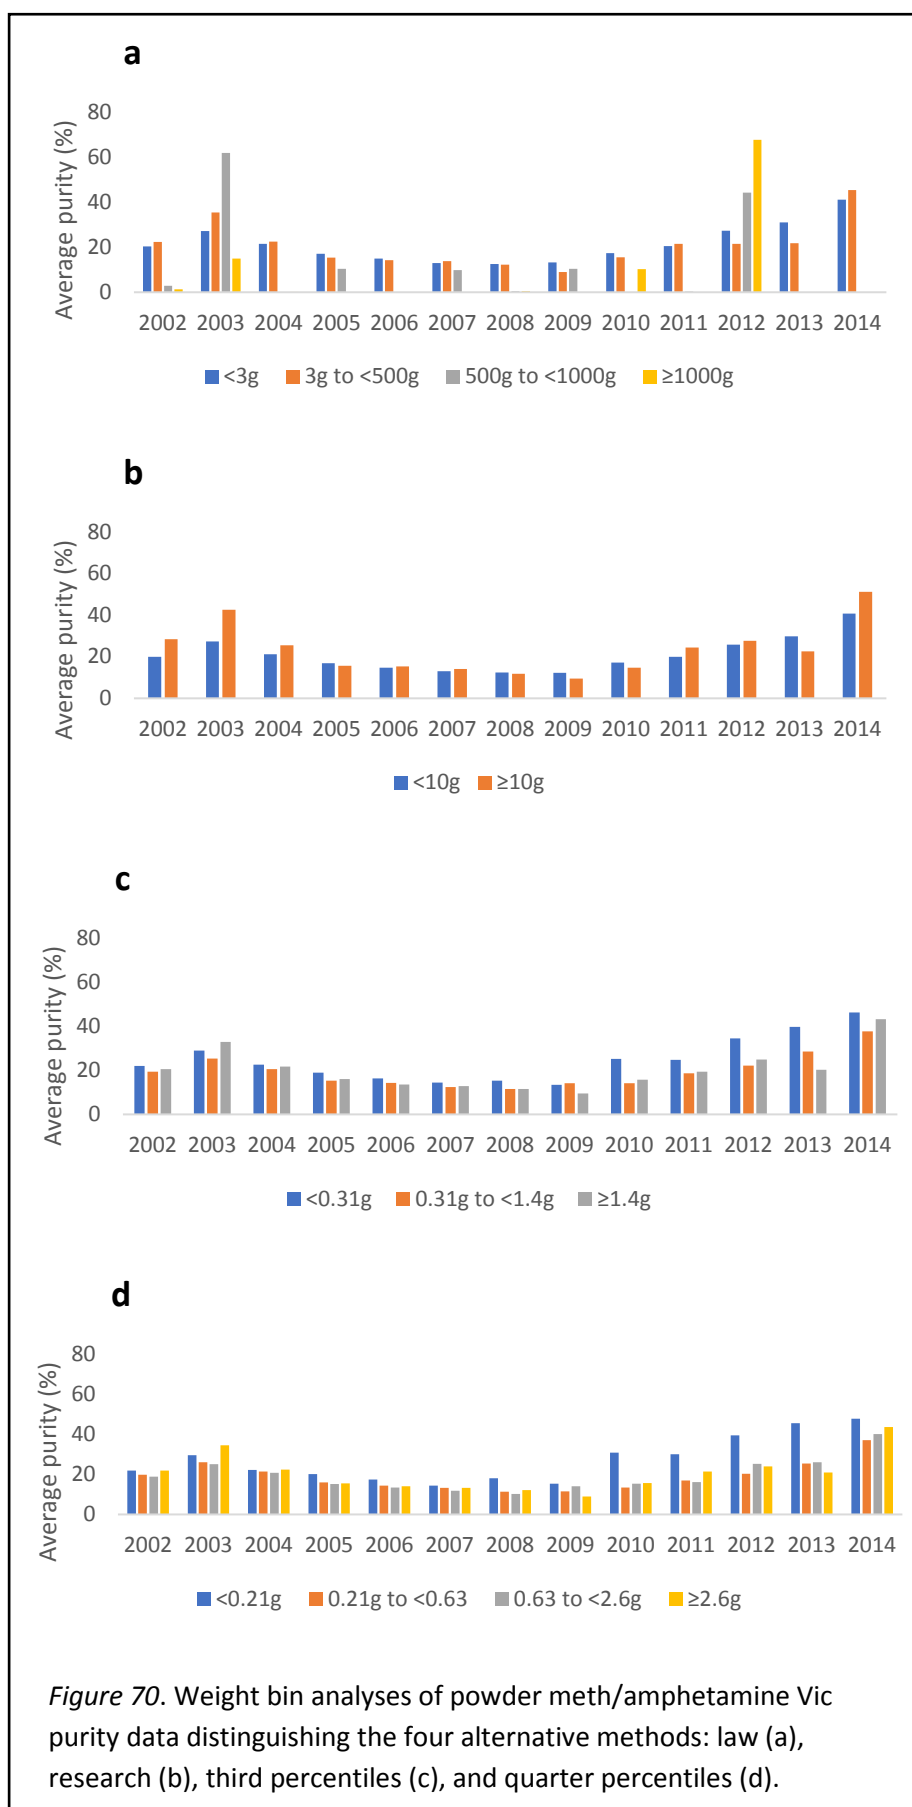 a
Average purity (%)
80
60
40
20
0
2002 2003 2004 2005 2006 2007 2008 2009 2010 2011 2012 2013 2014
<3g 3g to <500g 500g to <1000g ≥1000g
b
Average purity (%)
80
60
40
20
0
2002 2003 2004 2005 2006 2007 2008 2009 2010 2011 2012 2013 2014
<10g ≥10g
c
Average purity (%)
80
60
40
20
0
2002 2003 2004 2005 2006 2007 2008 2009 2010 2011 2012 2013 2014
<0.31g 0.31g to <1.4g ≥1.4g
d
Average purity (%)
80
60
40
20
0
2002 2003 2004 2005 2006 2007 2008 2009 2010 2011 2012 2013 2014
<0.21g 0.21g to <0.63 0.63 to <2.6g ≥2.6g
Figure 70. Weight bin analyses of powder meth/amphetamine Vic
purity data distinguishing the four alternative methods: law (a),
research (b), third percentiles (c), and quarter percentiles (d).